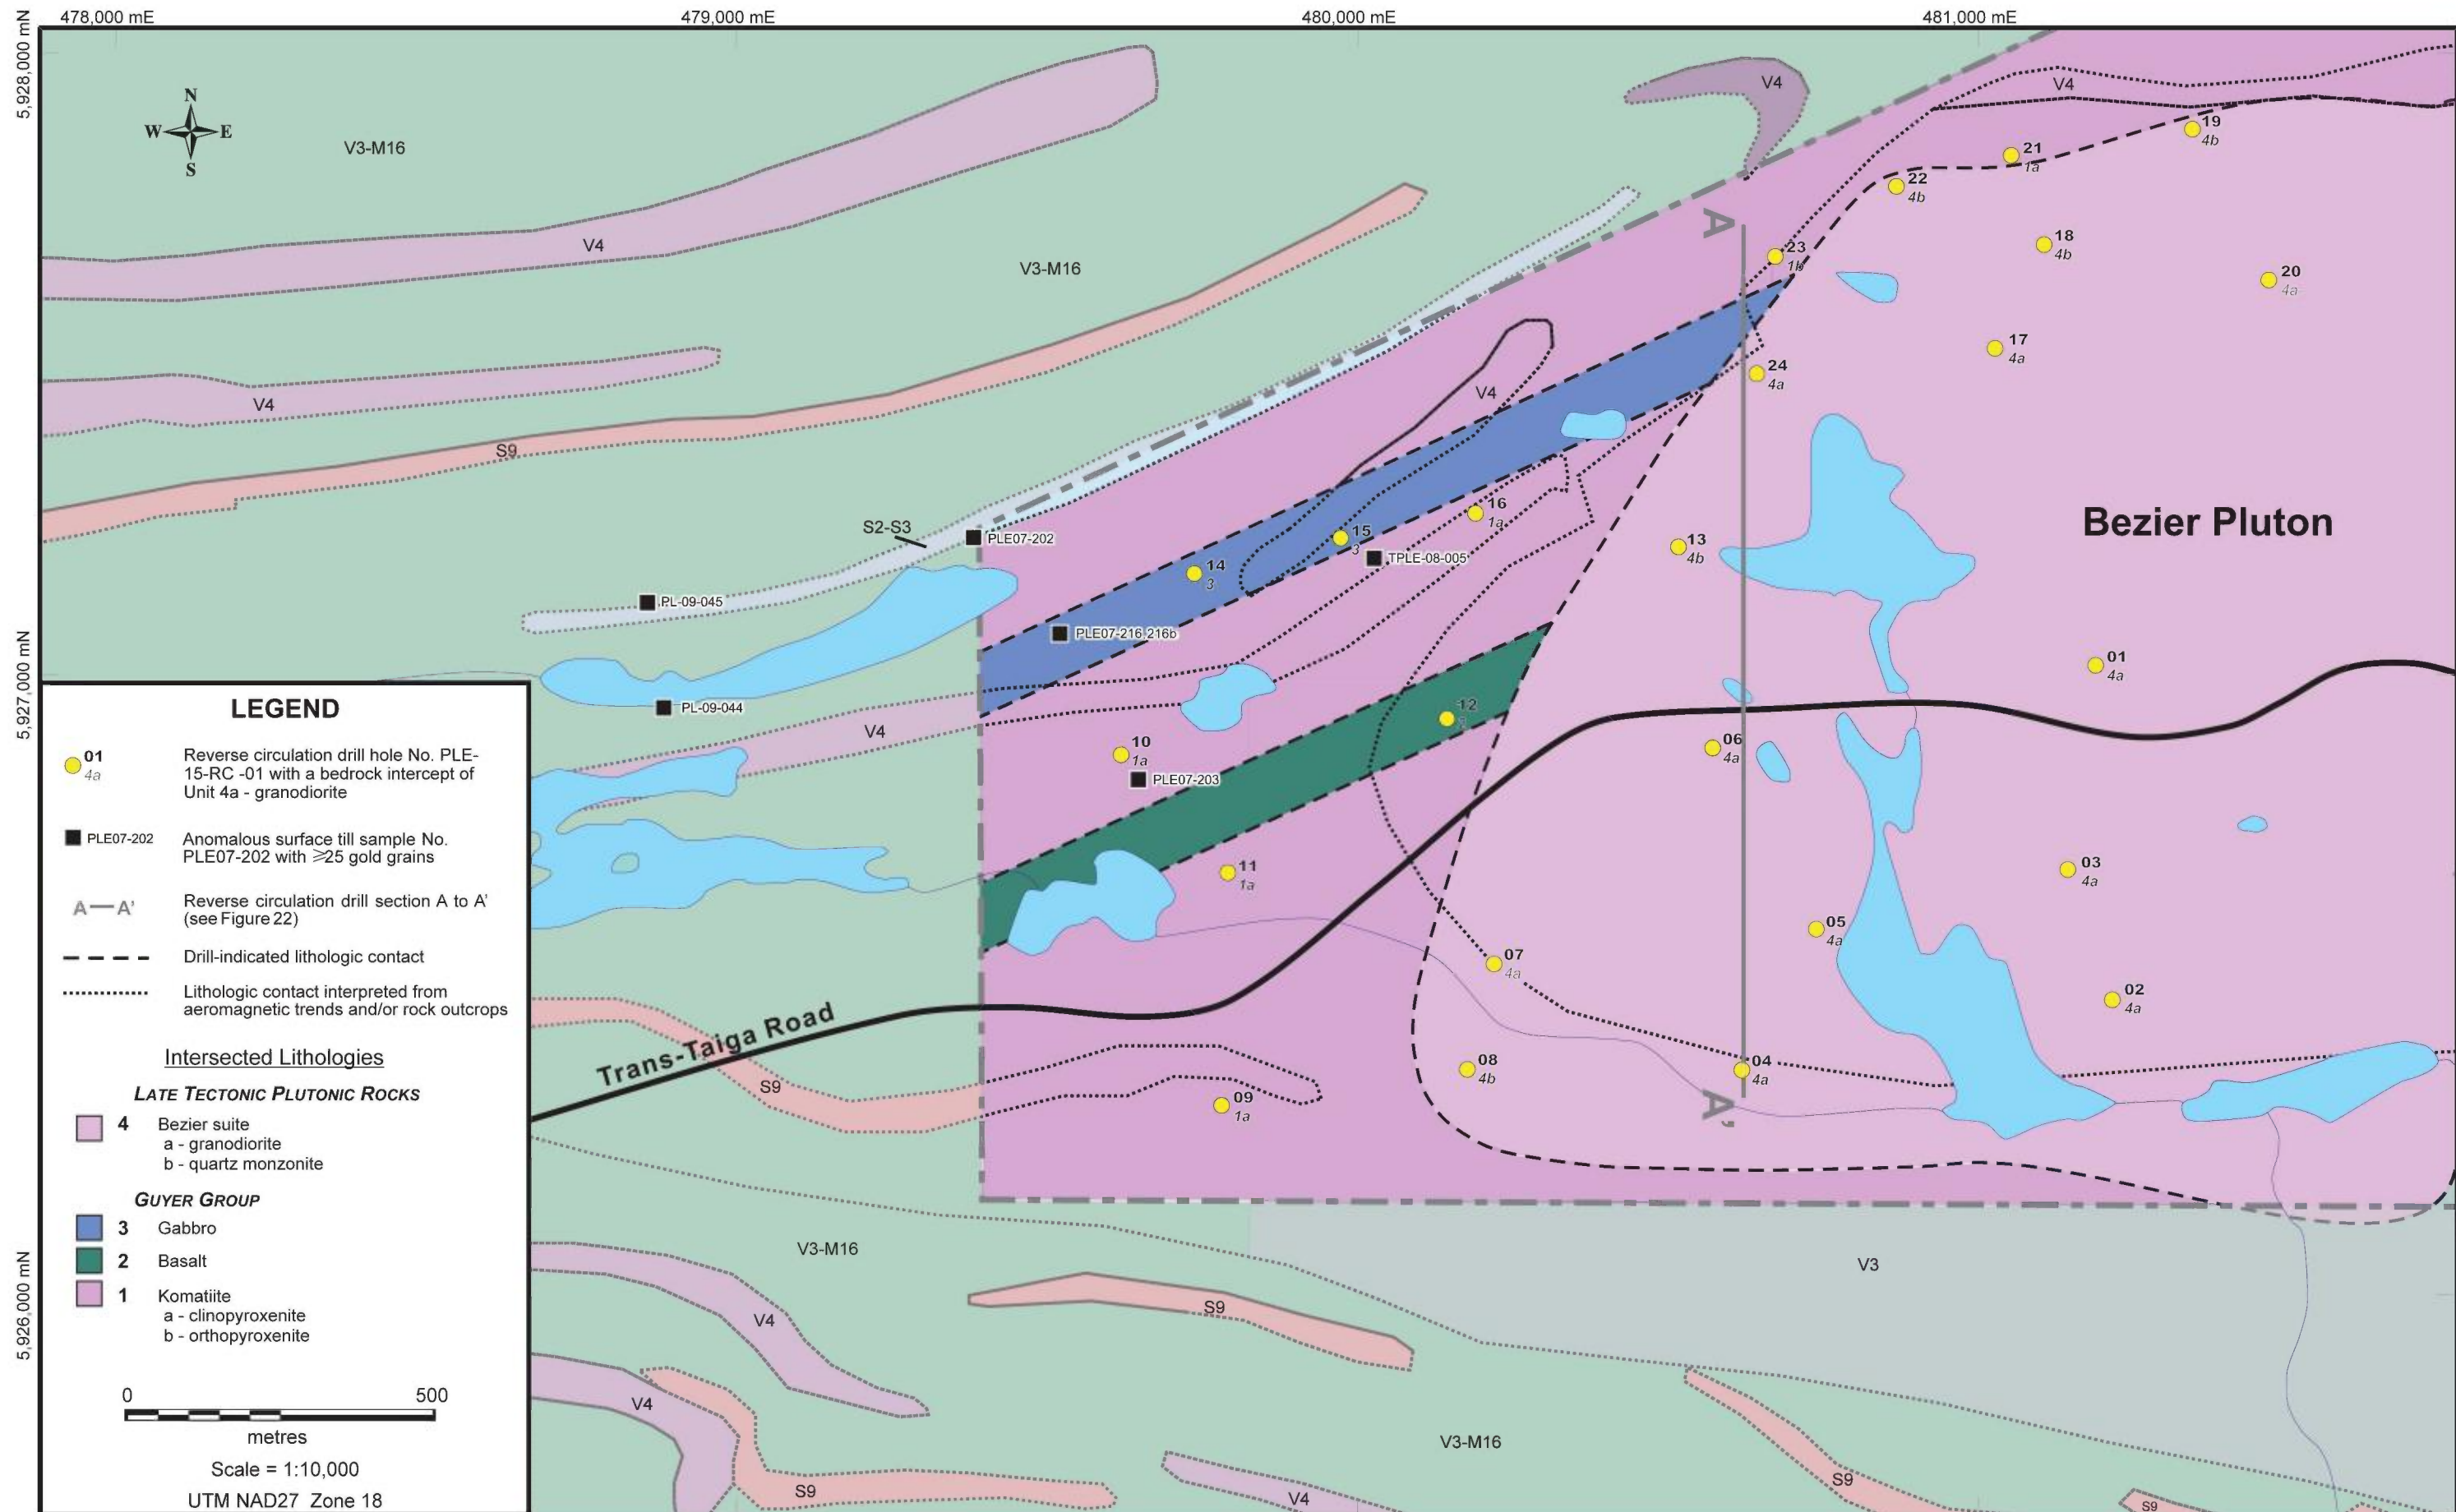 478,000 mE
479,000 mE
480,000 mE
481,000 mE
5,928,000 mN
5,927,000 mN
5,926,000 mN
N
W E
S
V3-M16
V4
V4
V4
19
4b
21
1a
22
4b
A
23
1b
18
4b
20
4a
V3-M16
17
4a
24
4a
V4
V4
S9
16
1a
15
3
S2-S3
PLE07-202
TPLE-08-005
13
4b
Bezier Pluton
14
3
PL-09-045
PLE07-216,216b
01
4a
PL-09-044
V4
12
10
1a
06
4a
PLE07-203
11
1a
03
4a
05
4a
07
4a
02
4a
Trans-Taiga Road
S9
08
4b
04
4a
09
1a
A'
V3-M16
V3
S9
V4
V4
V3-M16
S9
S9
V4
S9
LEGEND
01
4a
Reverse circulation drill hole No. PLE-
15-RC -01 with a bedrock intercept of
Unit 4a - granodiorite
PLE07-202
Anomalous surface till sample No.
PLE07-202 with ⩾25 gold grains
A A'
Reverse circulation drill section A to A'
(see Figure 22)
Drill-indicated lithologic contact
Lithologic contact interpreted from
aeromagnetic trends and/or rock outcrops
Intersected Lithologies
LATE TECTONIC PLUTONIC ROCKS
4 Bezier suite
a - granodiorite
b - quartz monzonite
GUYER GROUP
3 Gabbro
2 Basalt
1 Komatiite
a - clinopyroxenite
b - orthopyroxenite
0 500
metres
Scale = 1:10,000
UTM NAD27 Zone 18